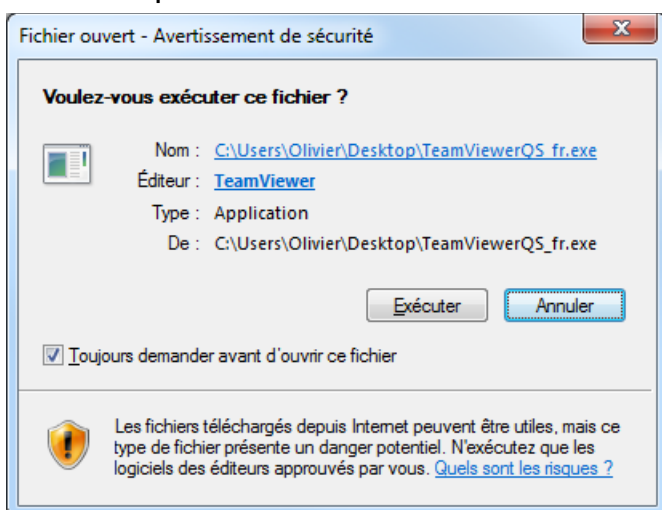 Fichier ouvert - Avertissement de sécurité
Voulez-vous exécuter ce fichier ?
Nom : C:\Users\Olivier\Desktop\TeamViewerQS_fr.exe
Éditeur : TeamViewer
Type : Application
De : C:\Users\Olivier\Desktop\TeamViewerQS_fr.exe
Exécuter Annuler
Toujours demander avant d'ouvrir ce fichier
Les fichiers téléchargés depuis Internet peuvent être utiles, mais ce
type de fichier présente un danger potentiel. N'exécutez que les
logiciels des éditeurs approuvés par vous. Quels sont les risques ?